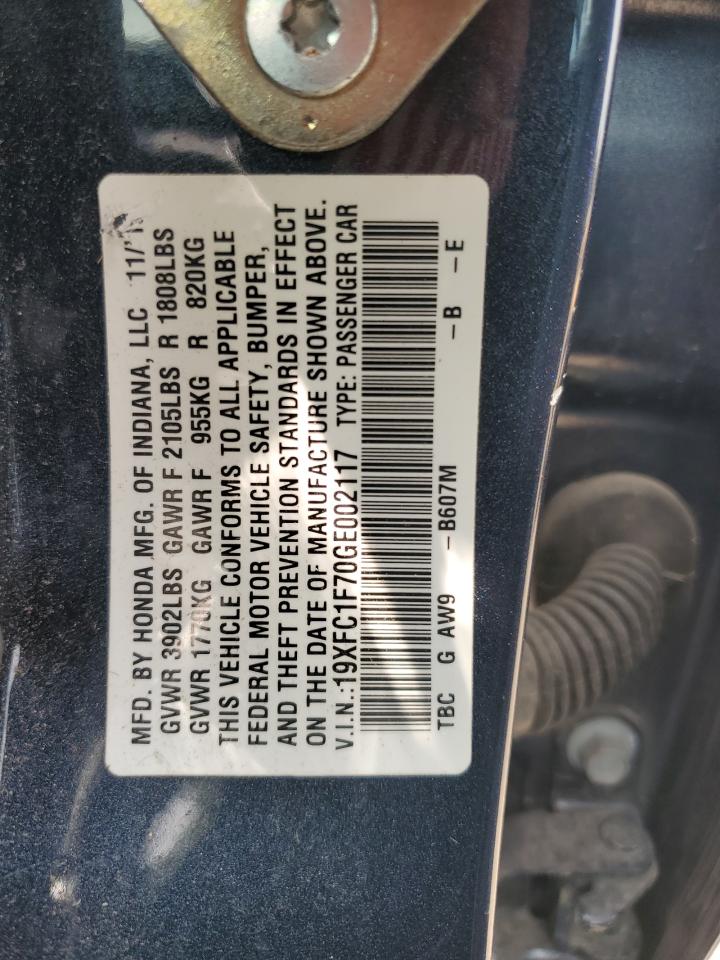 MFD. BY HONDA MFG. OF INDIANA, LLC 11/1
GVWR 3902LBS GAWR F 2105LBS R 1808LBS
GVWR 1770KG GAWR F 955KG R 820KG
THIS VEHICLE CONFORMS TO ALL APPLICABLE
FEDERAL MOTOR VEHICLE SAFETY, BUMPER,
AND THEFT PREVENTION STANDARDS IN EFFECT
ON THE DATE OF MANUFACTURE SHOWN ABOVE.
V.I.N.:19XFC1F70GE002117 TYPE: PASSENGER CAR
TBC G AW9 -B607M -B -E